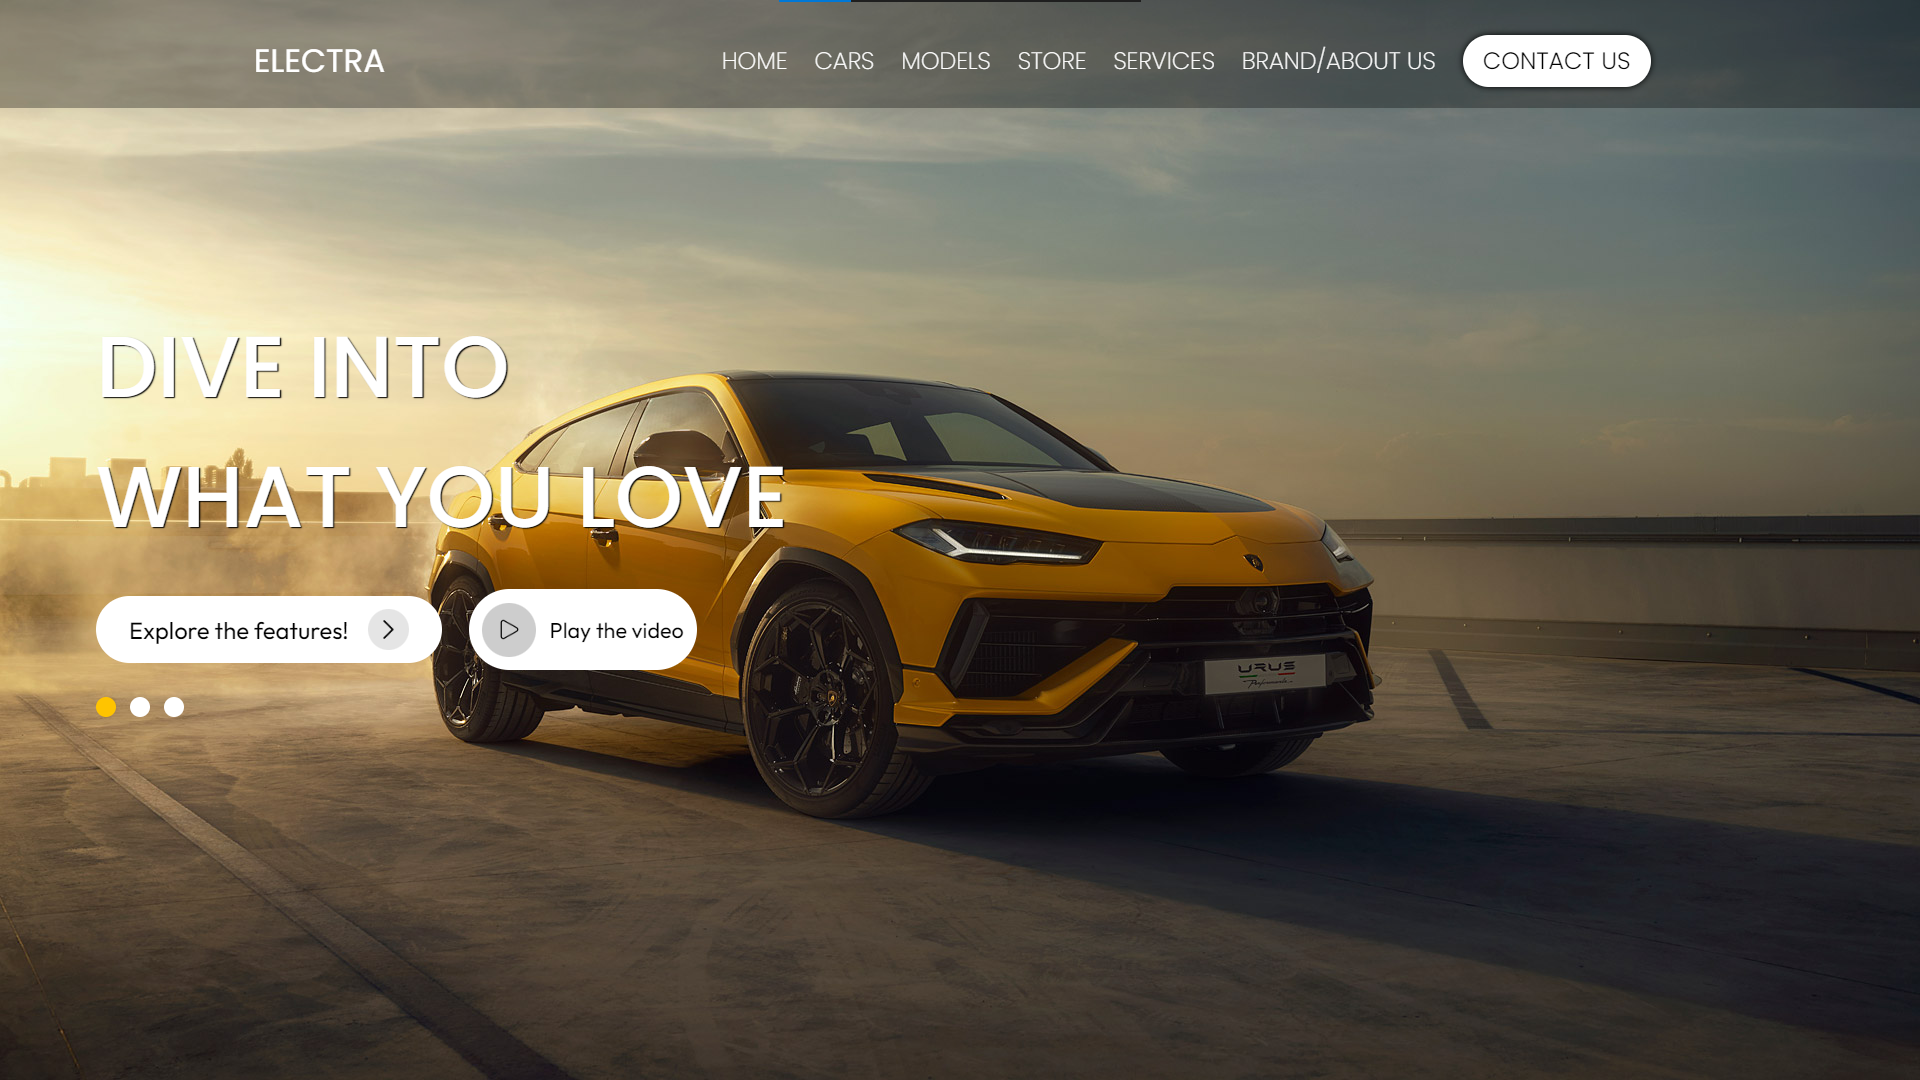 ELECTRA
HOME CARS MODELS STORE SERVICES BRAND/ABOUT US CONTACT US
DIVE INTO
WHAT YOU LOVE
Explore the features! Play the video
URUS
Performante